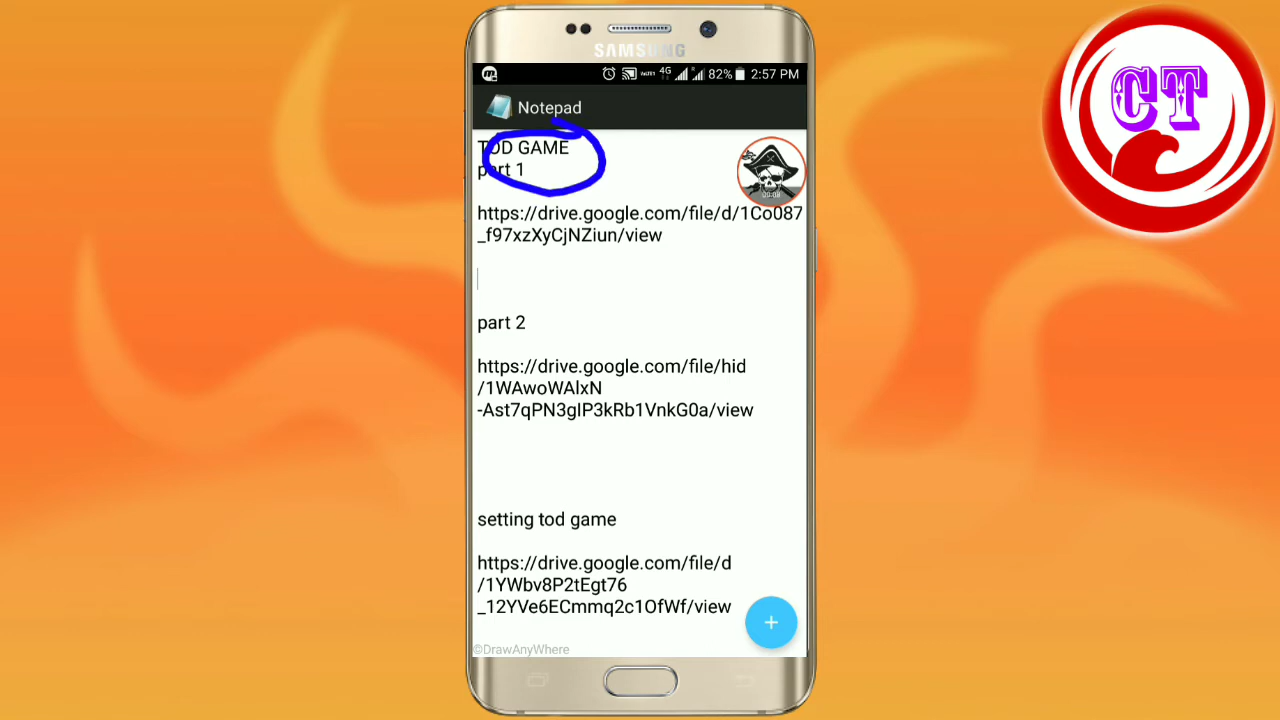 SAMSUNG
4G
82%
2:57 PM
Notepad
TOD GAME
part 1
https://drive.google.com/file/d/1Co087
_f97xzXyCjNZiun/view
part 2
https://drive.google.com/file/hid
/1WAwoWAlxN
-Ast7qPN3glP3kRb1VnkG0a/view
setting tod game
https://drive.google.com/file/d
/1YWbv8P2tEgt76
_12YVe6ECmmq2c1OfWf/view
+
©DrawAnyWhere
CT